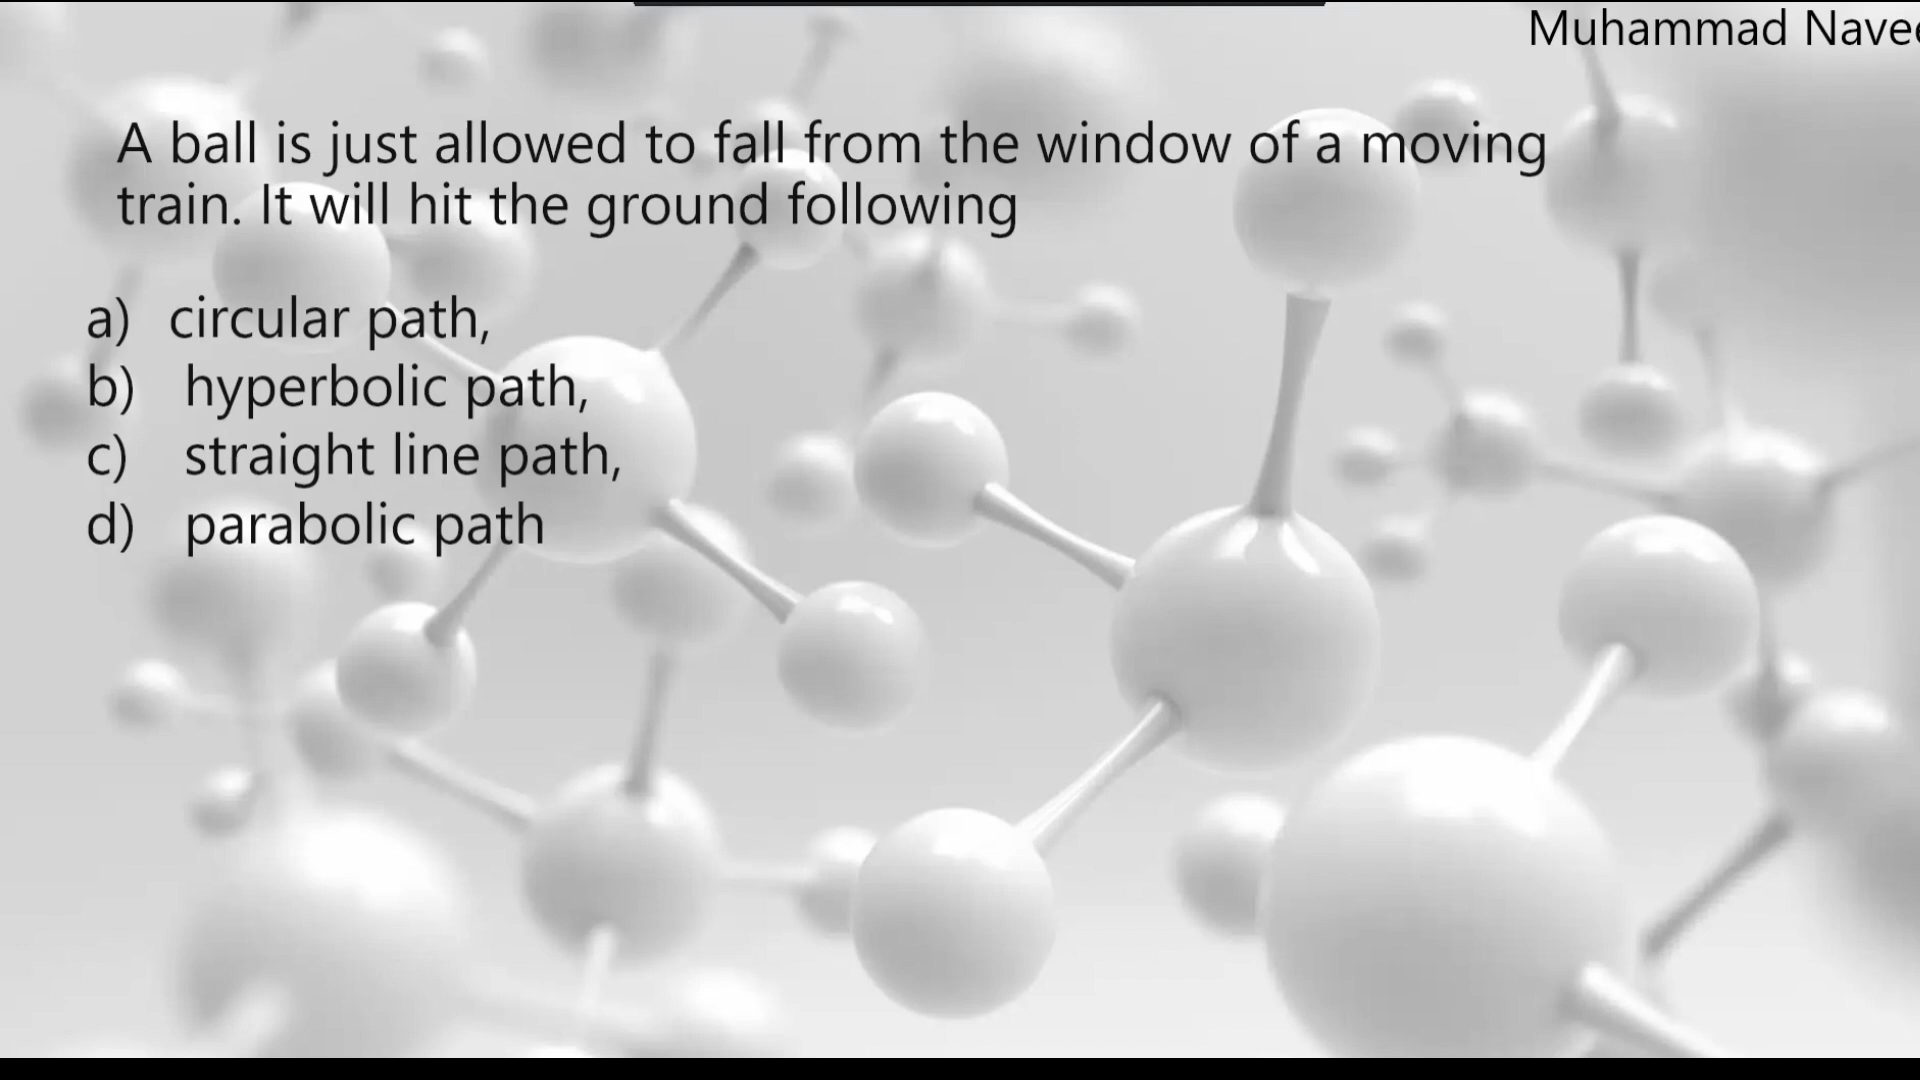 Muhammad
A ball is just allowed to fall from the window of a moving
train. It will hit the ground following
a) circular path,
b) hyperbolic path,
c) straight line path,
d) parabolic path